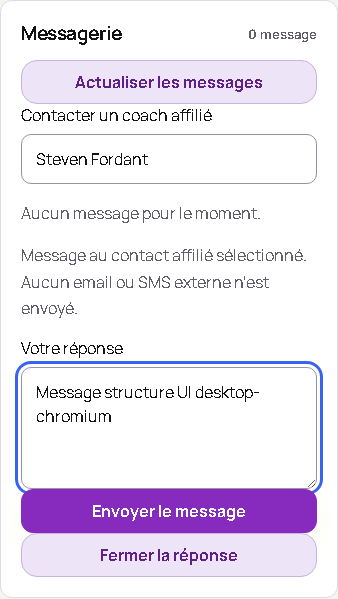 Messagerie
0 message
Actualiser les messages
Contacter un coach affilié
Steven Fordant
Aucun message pour le moment.
Message au contact affilié sélectionné.
Aucun email ou SMS externe n'est
envoyé.
Votre réponse
Message structure UI desktop-
chromium
Envoyer le message
Fermer la réponse